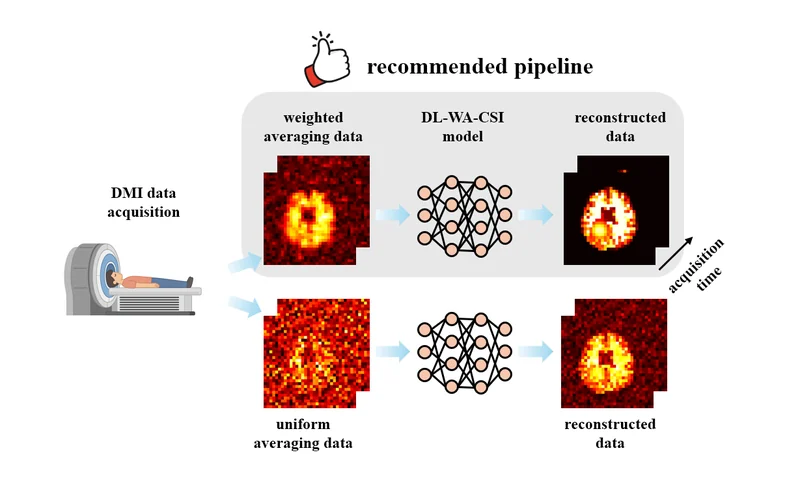 recommended pipeline
weighted
averaging data
DL-WA-CSI
model
reconstructed
data
DMI data
acquisition
acquisition
time
uniform
averaging data
reconstructed
data